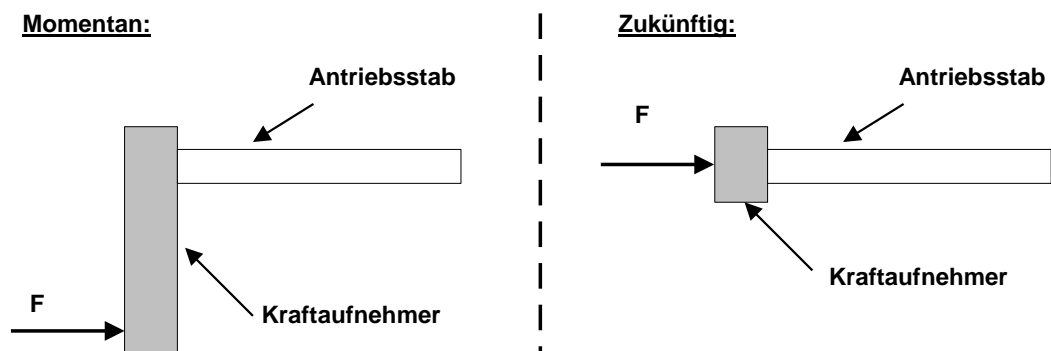 Momentan:
Antriebsstab
F
Kraftaufnehmer
Zukünftig:
Antriebsstab
F
Kraftaufnehmer